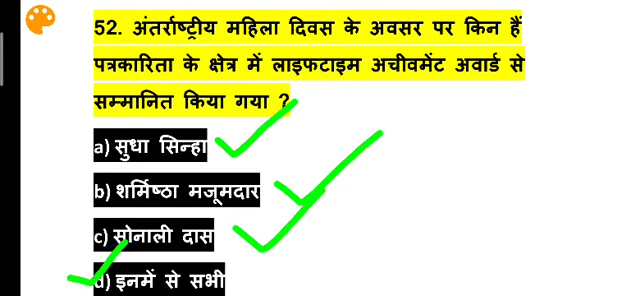 52. अंतर्राष्ट्रीय महिला दिवस के अवसर पर किन हैं
पत्रकारिता के क्षेत्र में लाइफटाइम अचीवमेंट अवार्ड से
सम्मानित किया गया ?
a) सुधा सिन्हा
b) शर्मिष्ठा मजूमदार
c) सोनाली दास
d) इनमें से सभी